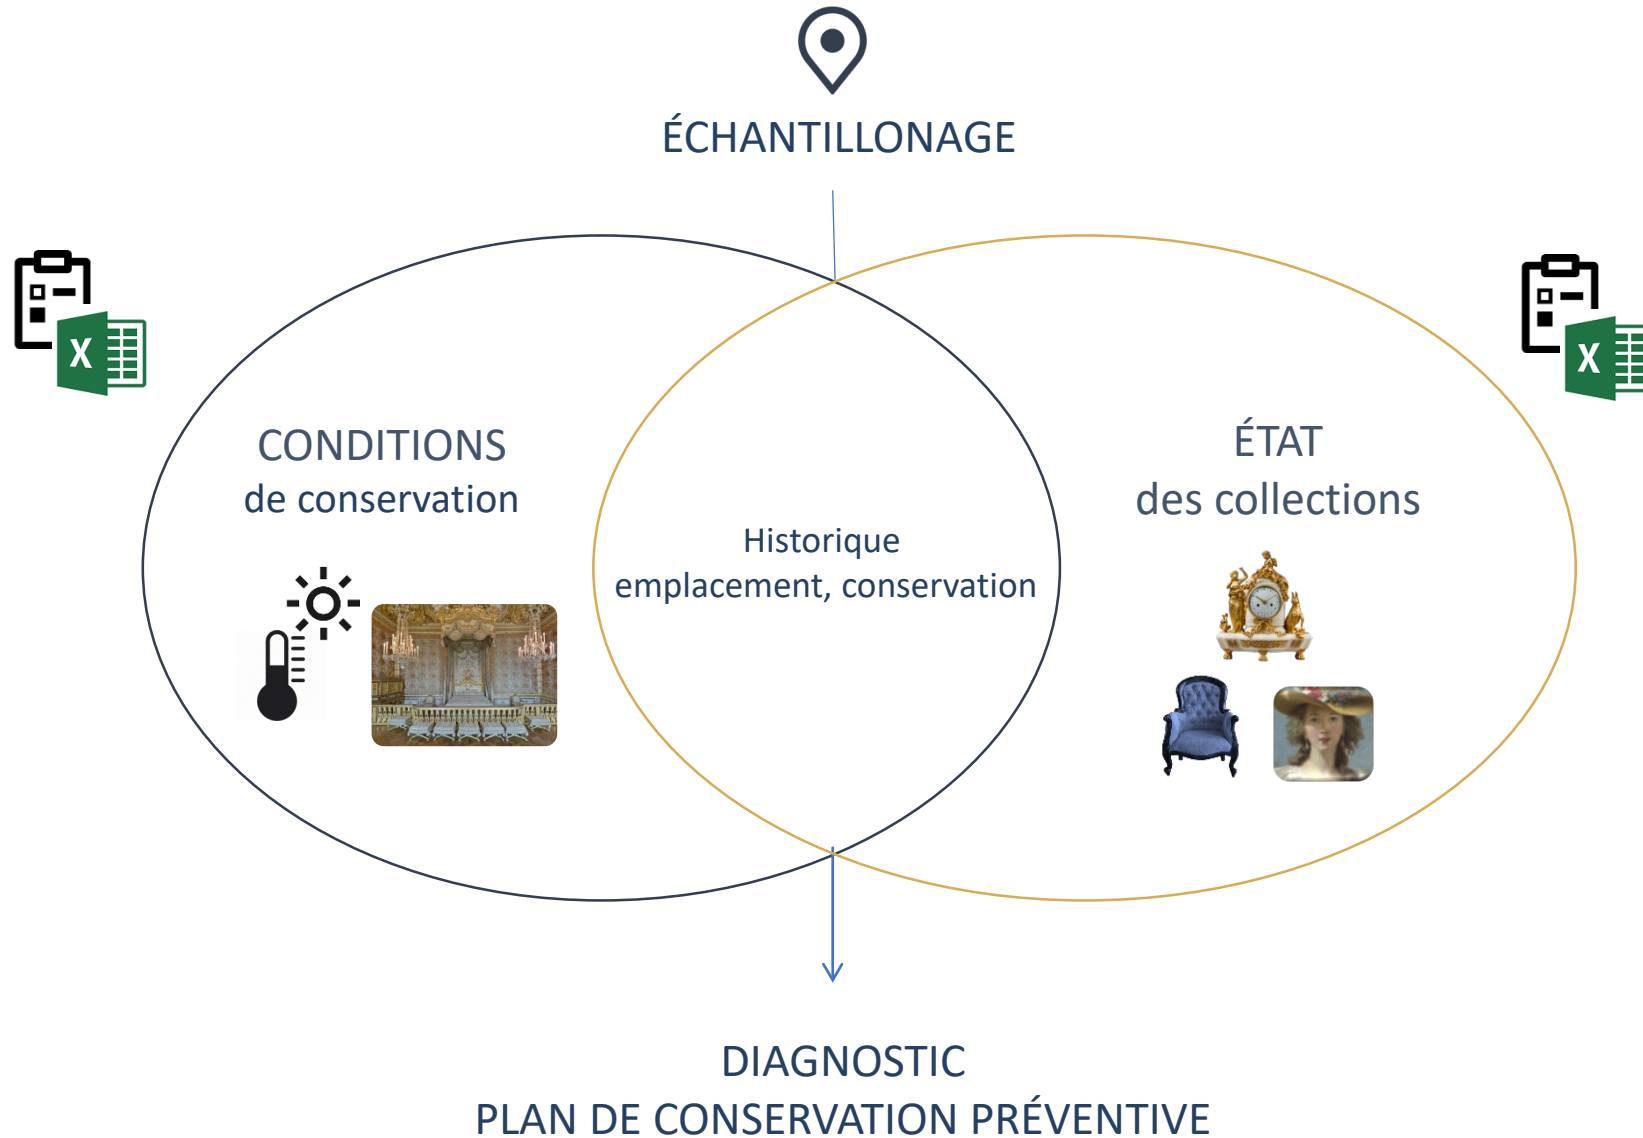 ÉCHANTILLONAGE
X
X
CONDITIONS
de conservation
ÉTAT
des collections
Historique
emplacement, conservation
DIAGNOSTIC
PLAN DE CONSERVATION PRÉVENTIVE